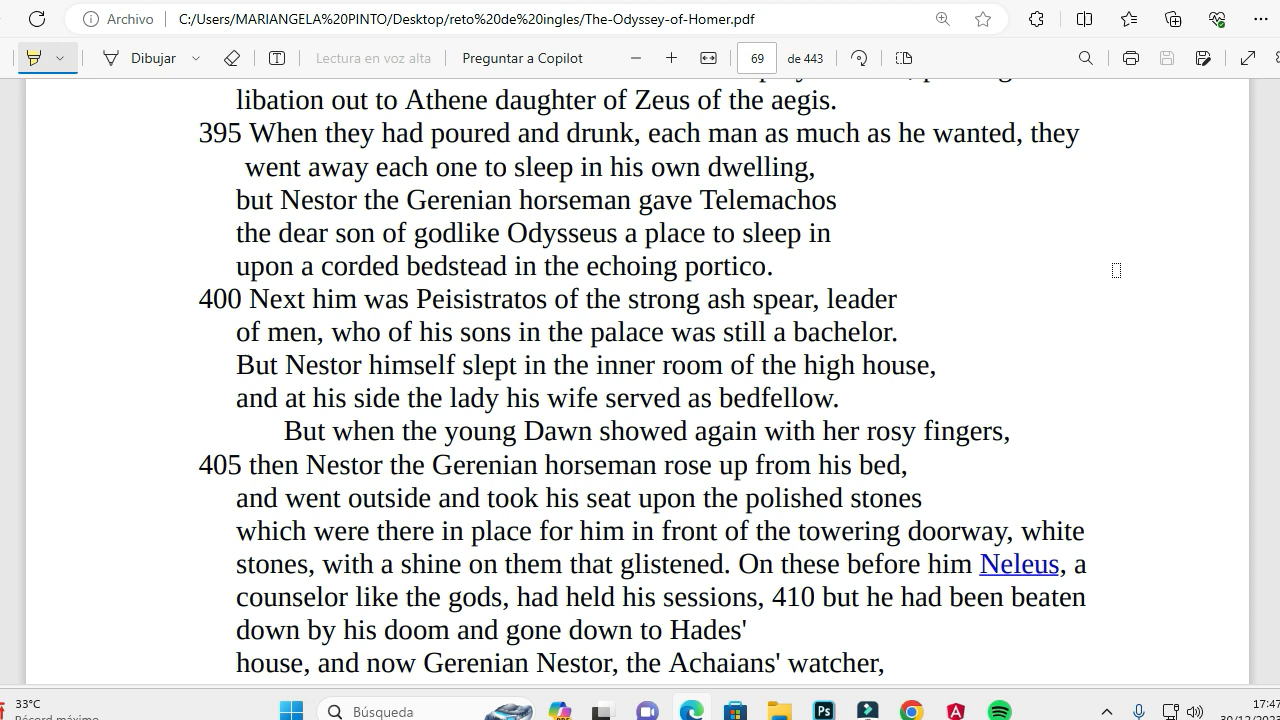 Archivo C:/Users/MARIANGELA%20PINTO/Desktop/reto%20de%20ingles/The-Odyssey-of-Homer.pdf
Dibujar Lectura en voz alta Preguntar a Copilot 69 de 443
libation out to Athene daughter of Zeus of the aegis.
395 When they had poured and drunk, each man as much as he wanted, they
went away each one to sleep in his own dwelling,
but Nestor the Gerenian horseman gave Telemachos
the dear son of godlike Odysseus a place to sleep in
upon a corded bedstead in the echoing portico.
400 Next him was Peisistratos of the strong ash spear, leader
of men, who of his sons in the palace was still a bachelor.
But Nestor himself slept in the inner room of the high house,
and at his side the lady his wife served as bedfellow.
But when the young Dawn showed again with her rosy fingers,
405 then Nestor the Gerenian horseman rose up from his bed,
and went outside and took his seat upon the polished stones
which were there in place for him in front of the towering doorway, white
stones, with a shine on them that glistened. On these before him Neleus, a
counselor like the gods, had held his sessions, 410 but he had been beaten
down by his doom and gone down to Hades'
house, and now Gerenian Nestor, the Achaians' watcher,
33°C
Récord máximo
Búsqueda
Ps